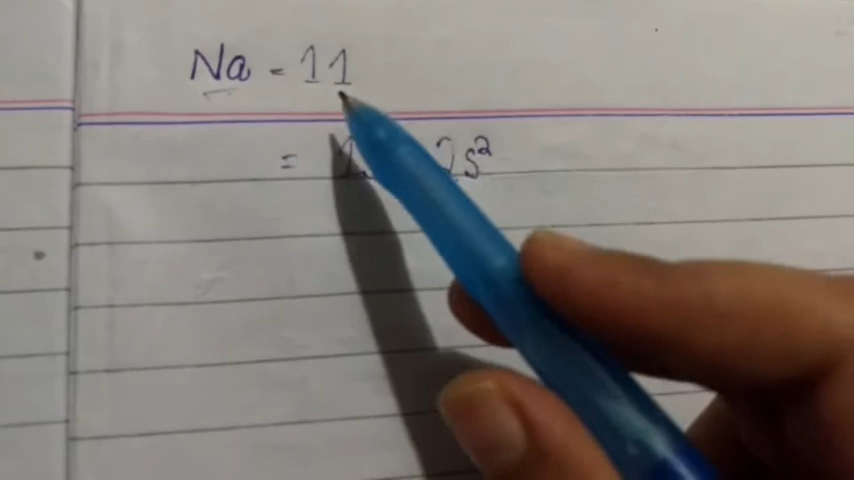 Na = 11
= 2s²